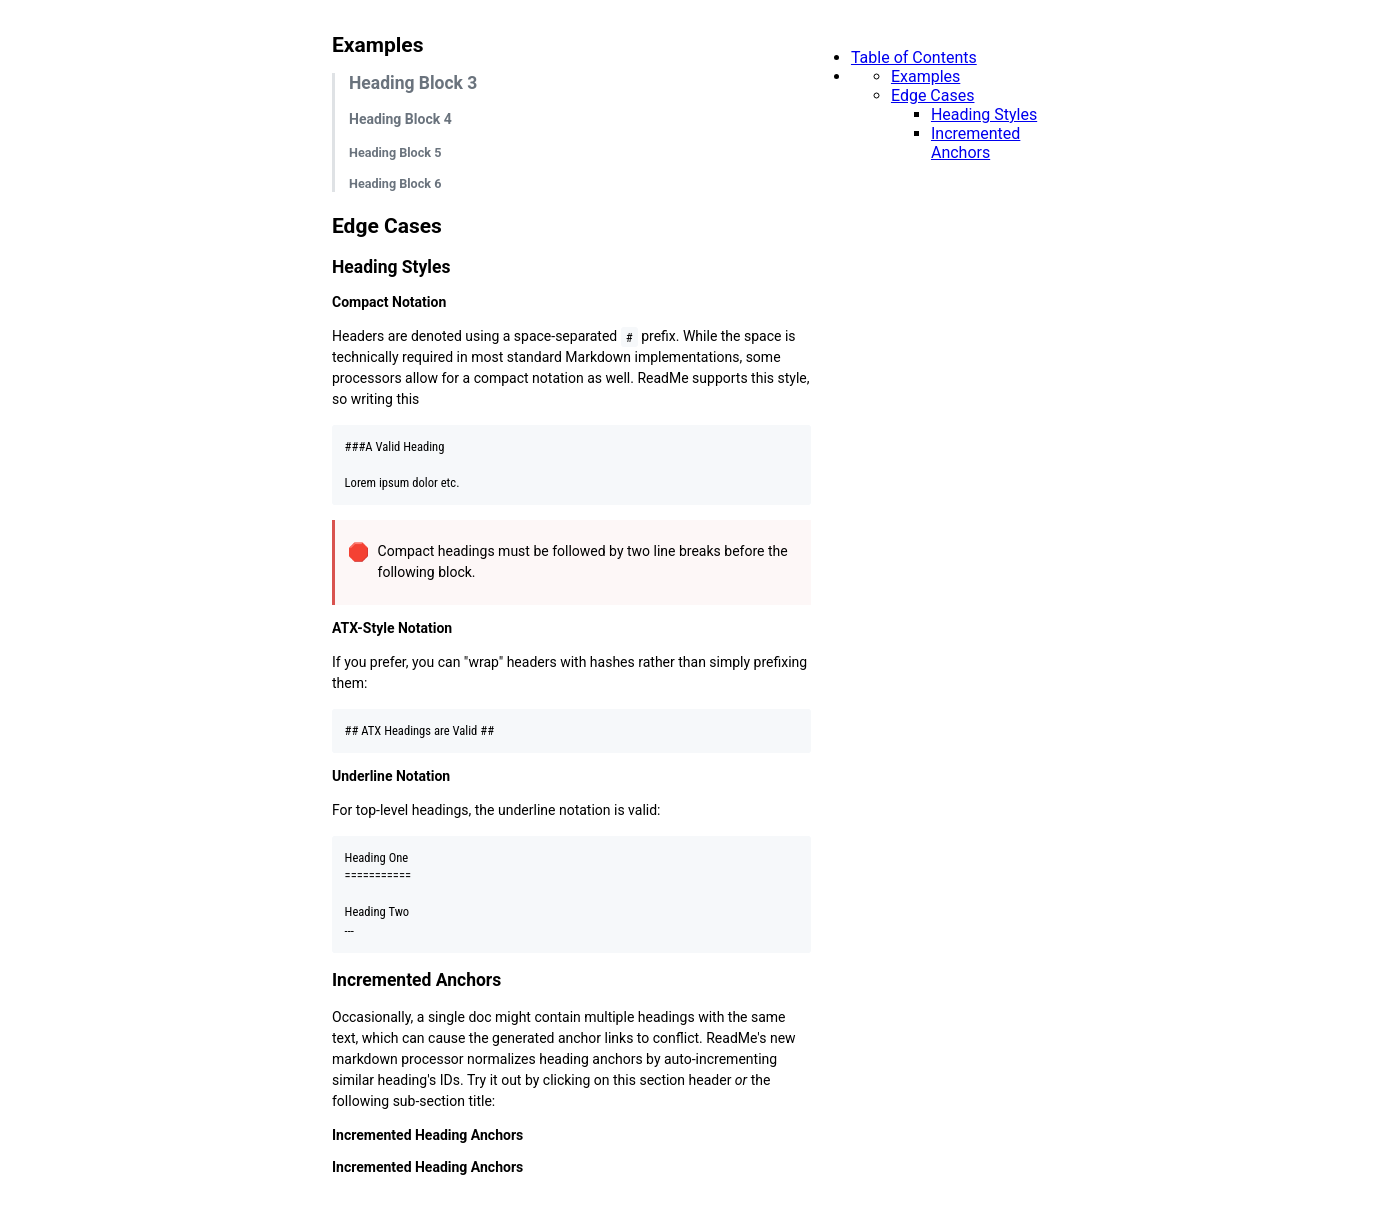 Examples
Heading Block 3
Heading Block 4
Heading Block 5
Heading Block 6
Edge Cases
Heading Styles
Compact Notation
Headers are denoted using a space-separated # prefix. While the space is
technically required in most standard Markdown implementations, some
processors allow for a compact notation as well. ReadMe supports this style,
so writing this
###A Valid Heading
Lorem ipsum dolor etc.
Compact headings must be followed by two line breaks before the
following block.
ATX-Style Notation
If you prefer, you can "wrap" headers with hashes rather than simply prefixing
them:
## ATX Headings are Valid ##
Underline Notation
For top-level headings, the underline notation is valid:
Heading One
===========
Heading Two
---
Incremented Anchors
Occasionally, a single doc might contain multiple headings with the same
text, which can cause the generated anchor links to conflict. ReadMe's new
markdown processor normalizes heading anchors by auto-incrementing
similar heading's IDs. Try it out by clicking on this section header or the
following sub-section title:
Incremented Heading Anchors
Incremented Heading Anchors
Table of Contents
Examples
Edge Cases
Heading Styles
Incremented
Anchors